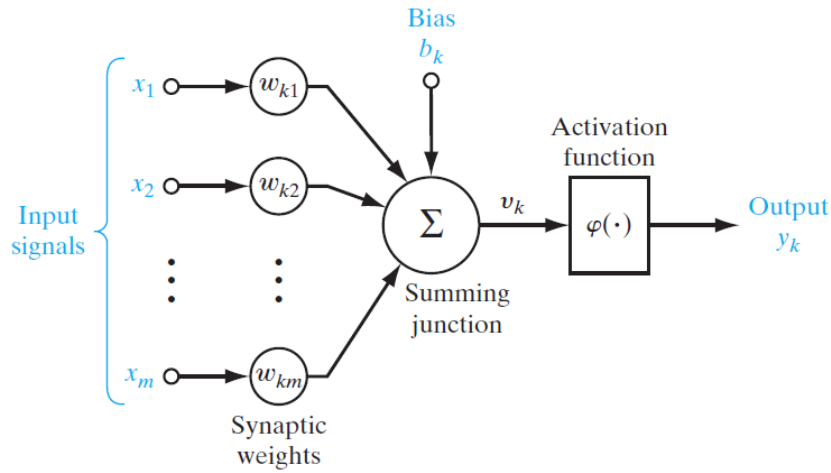 Bias
b_k
x_1
w_k1
Activation
function
x_2
w_k2
Input
signals
Σ
v_k
φ(·)
Output
y_k
⋮
⋮
Summing
junction
x_m
w_km
Synaptic
weights